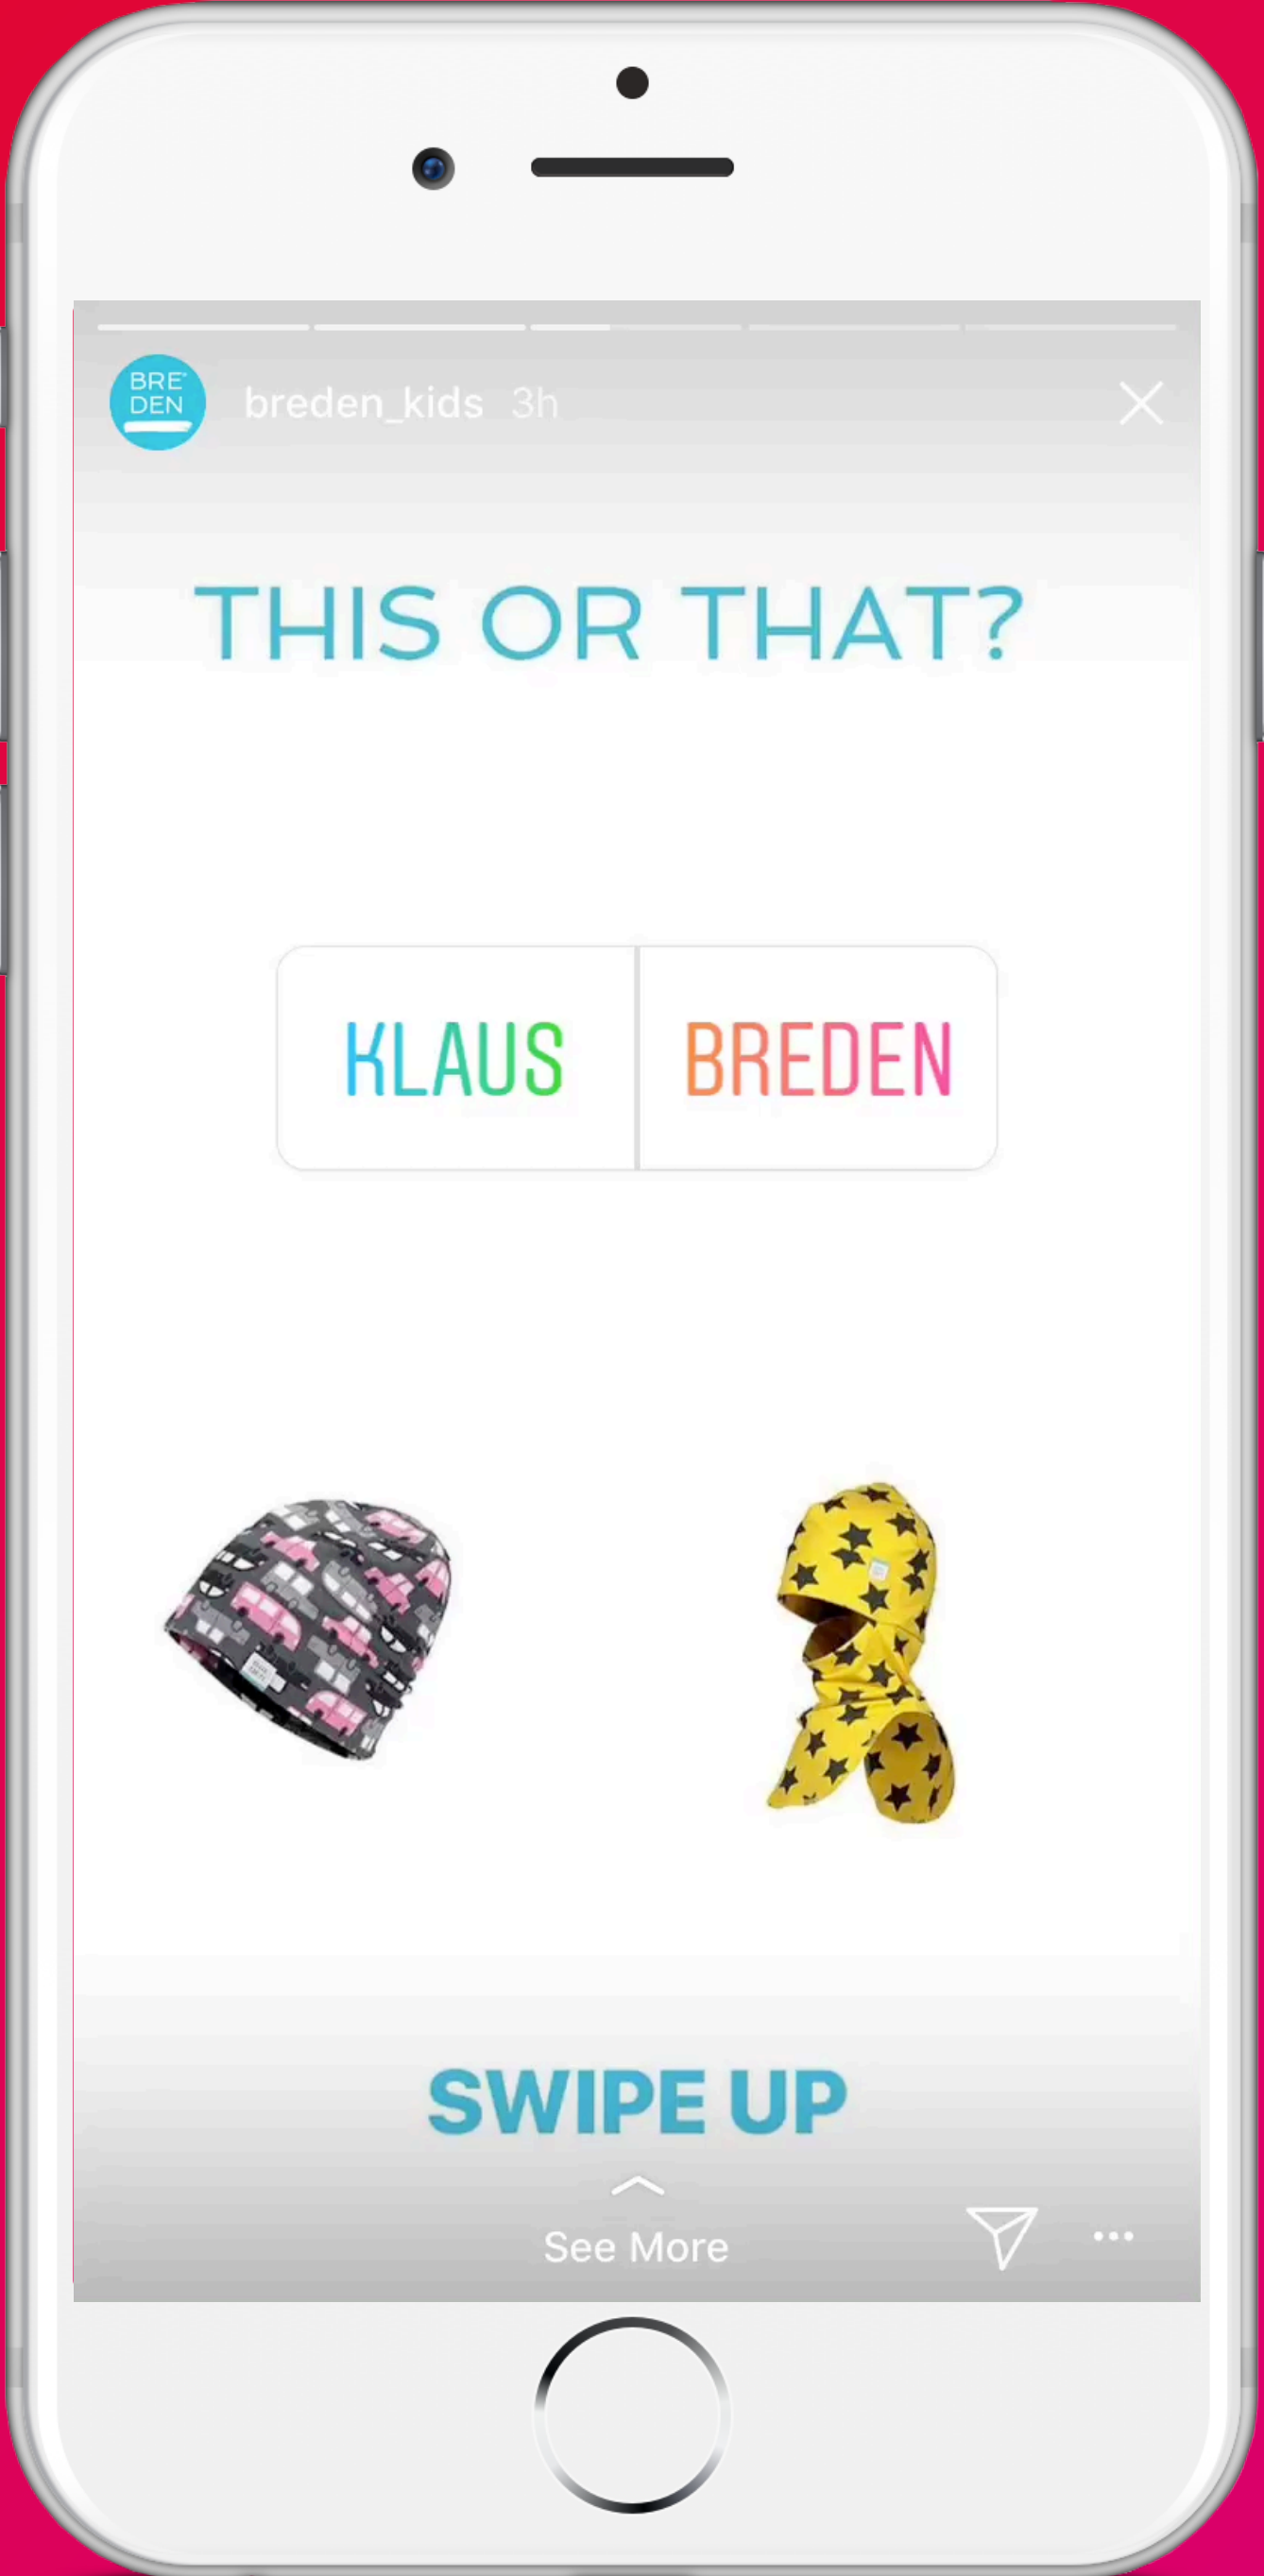 BRE
DEN
breden_kids 3h
THIS OR THAT?
KLAUS BREDEN
SWIPE UP
See More